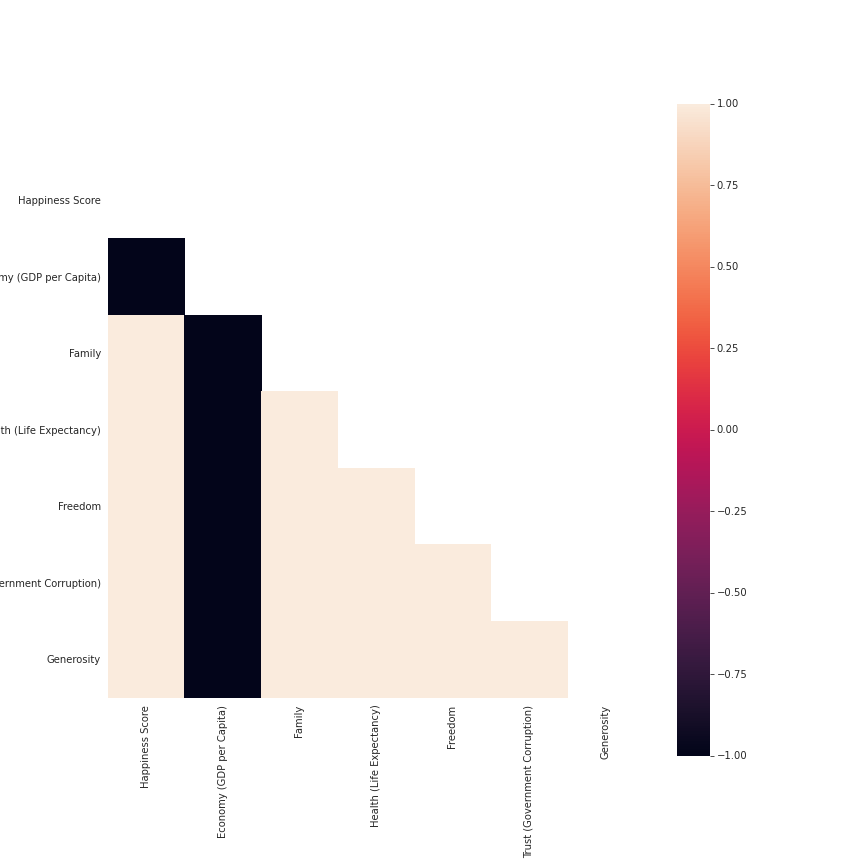 Happiness Score
my (GDP per Capita)
Family
th (Life Expectancy)
Freedom
ernment Corruption)
Generosity
Happiness Score
Economy (GDP per Capita)
Family
Health (Life Expectancy)
Freedom
Trust (Government Corruption)
Generosity
1.00
0.75
0.50
0.25
0.00
−0.25
−0.50
−0.75
−1.00